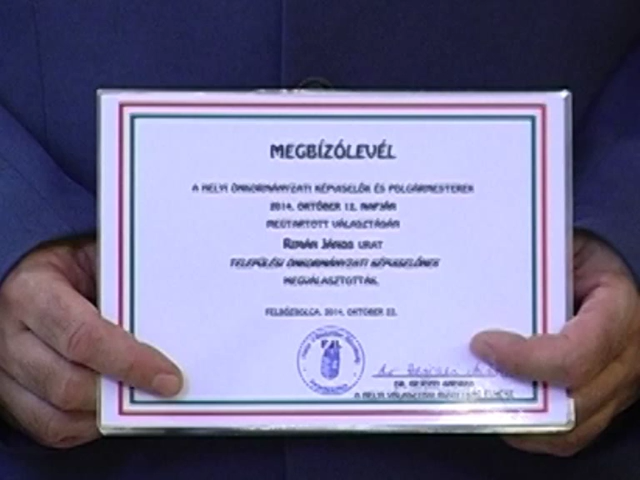 MEGBÍZÓLEVÉL
A HELYI ÖNKORMÁNYZATI KÉPVISELŐK ÉS POLGÁRMESTEREK
2014. OKTÓBER 12. NAPJÁN
MEGTARTOTT VÁLASZTÁSÁN
JÁNOS URAT
TELEPÜLÉSI ÖNKORMÁNYZATI KÉPVISELŐNEK
MEGVÁLASZTOTTÁK.
FELSŐZSOLCA, 2014. OKTÓBER 22.
DR.
A HELYI VÁLASZTÁSI BIZOTTSÁG ELNÖKE